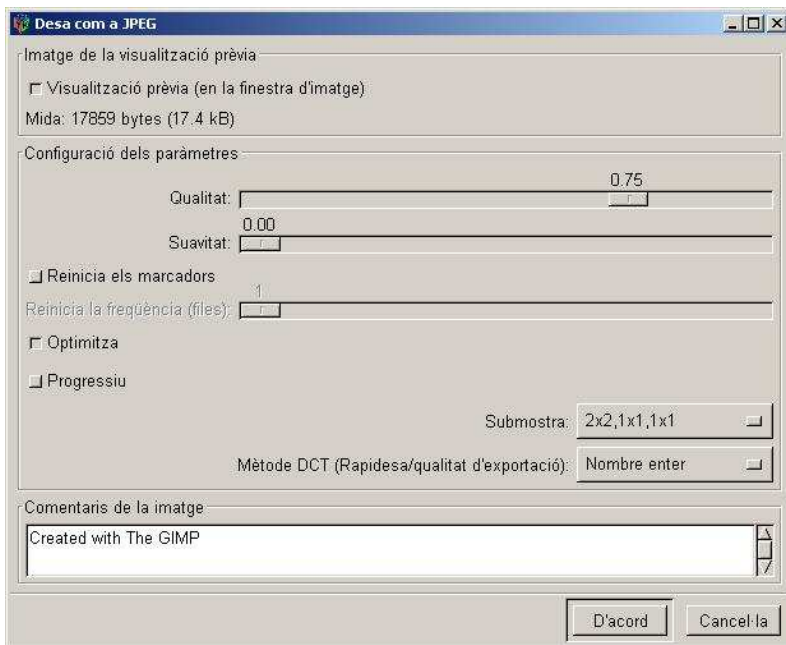 Desa com a JPEG
Imatge de la visualització prèvia
Visualització prèvia (en la finestra d'imatge)
Mida: 17859 bytes (17.4 kB)
Configuració dels paràmetres
0.75
Qualitat:
0.00
Suavitat:
Reinicia els marcadors
1
Reinicia la freqüència (files):
Optimitza
Progressiu
Submostra: 2x2,1x1,1x1
Mètode DCT (Rapidesa/qualitat d'exportació): Nombre enter
Comentaris de la imatge
Created with The GIMP
D'acord Cancel·la